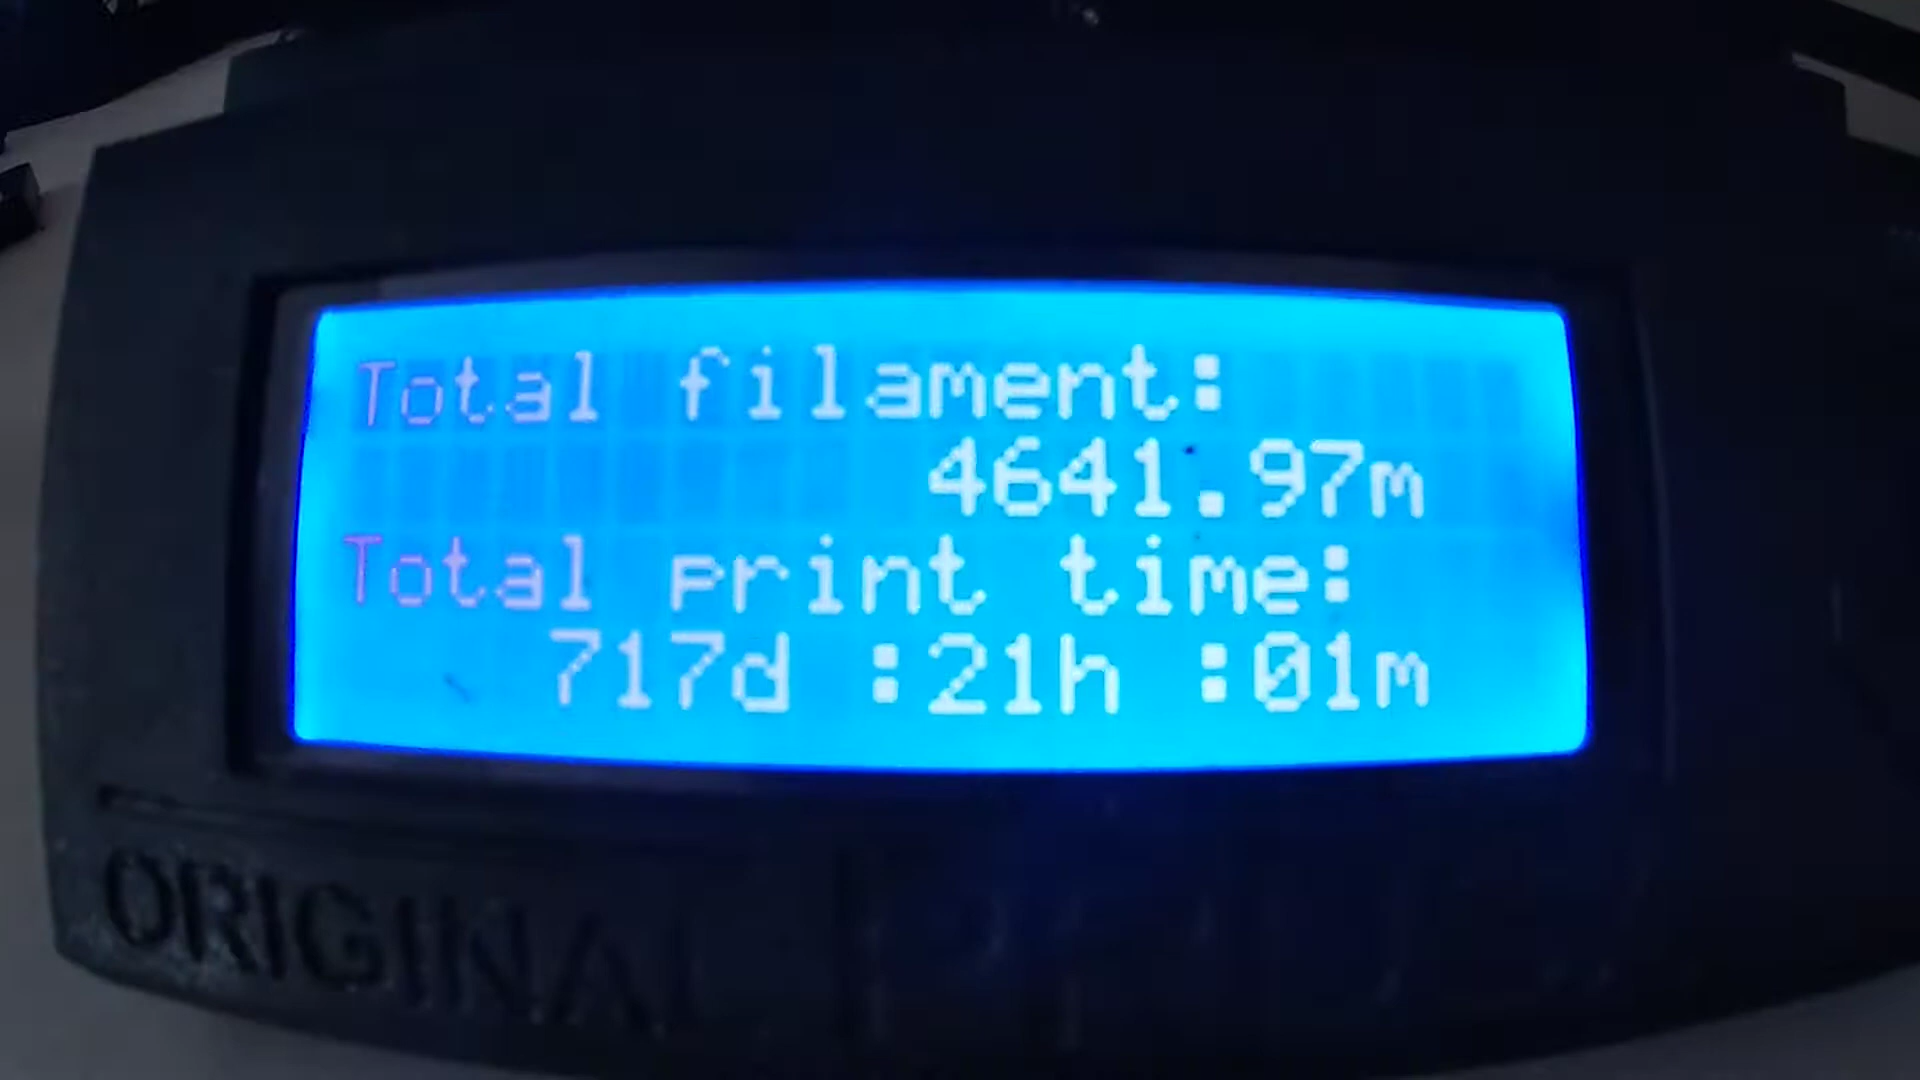 Total filament:
4641.97m
Total print time:
717d :21h :01m
ORIGINAL